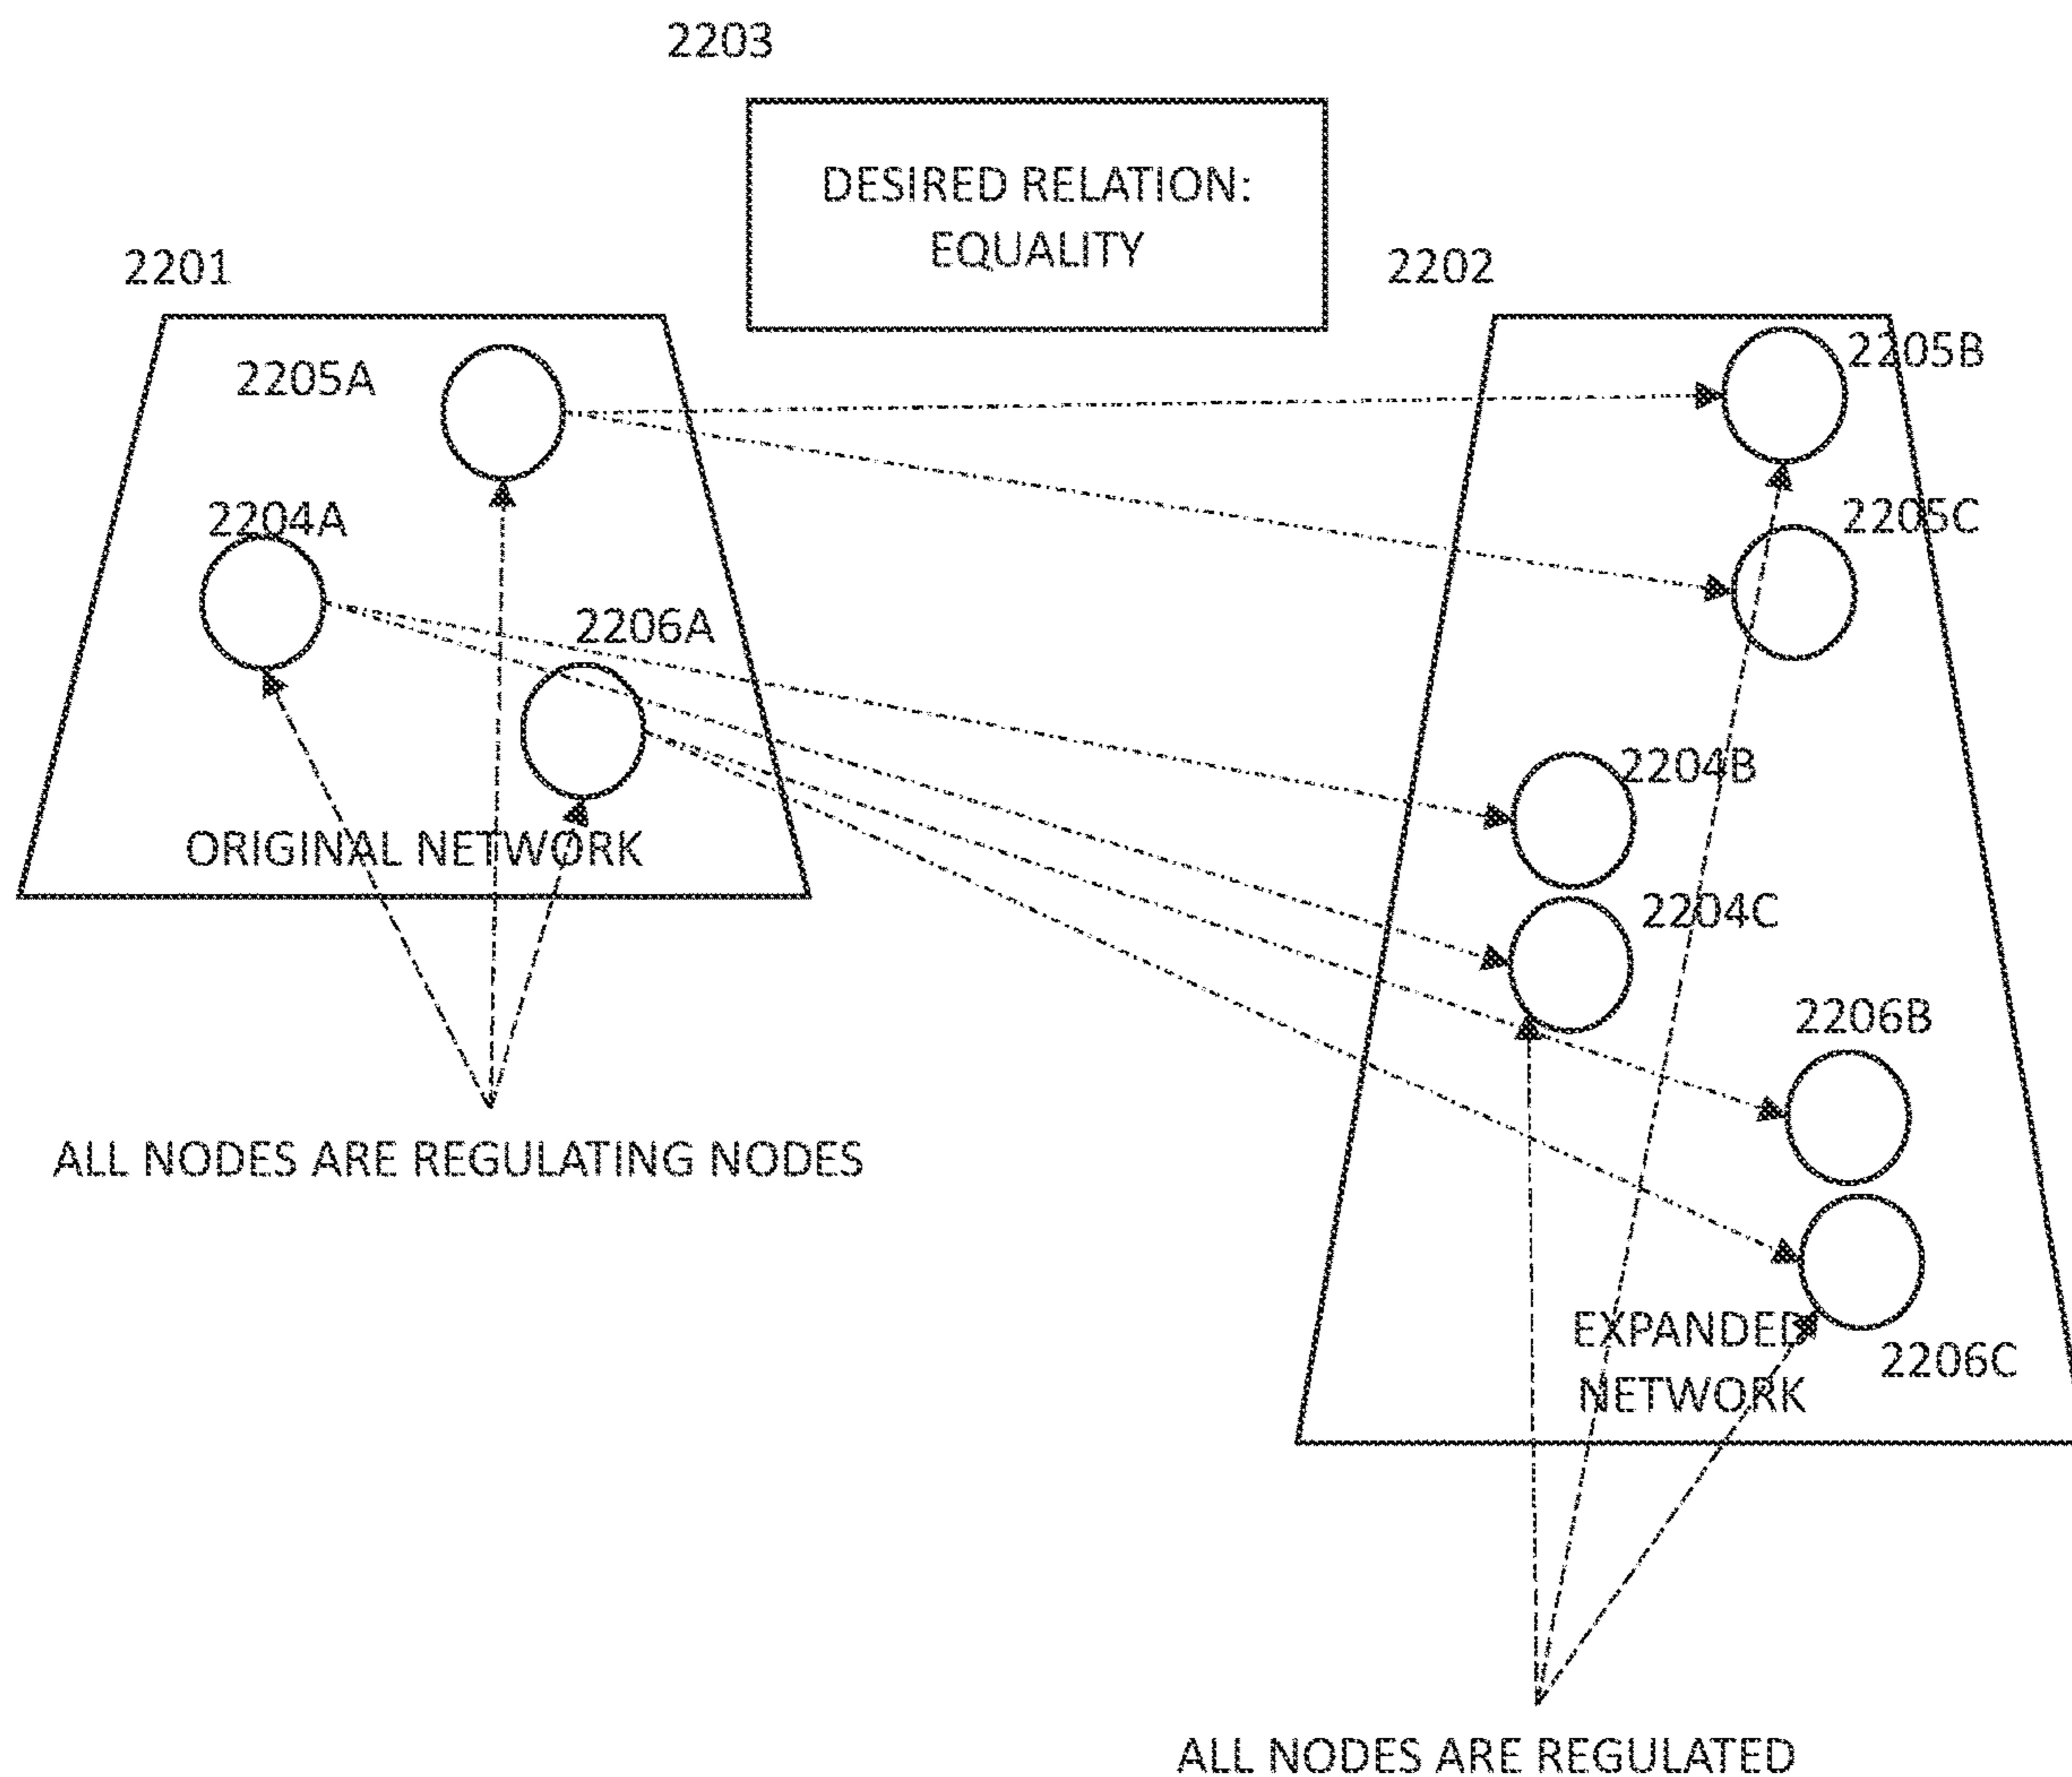 2203
DESIRED RELATION:
EQUALITY
2201
2202
2205A
2205B
2204A
2205C
2206A
2204B
ORIGINAL NETWORK
2204C
2206B
ALL NODES ARE REGULATING NODES
EXPANDED
NETWORK
2206C
ALL NODES ARE REGULATED